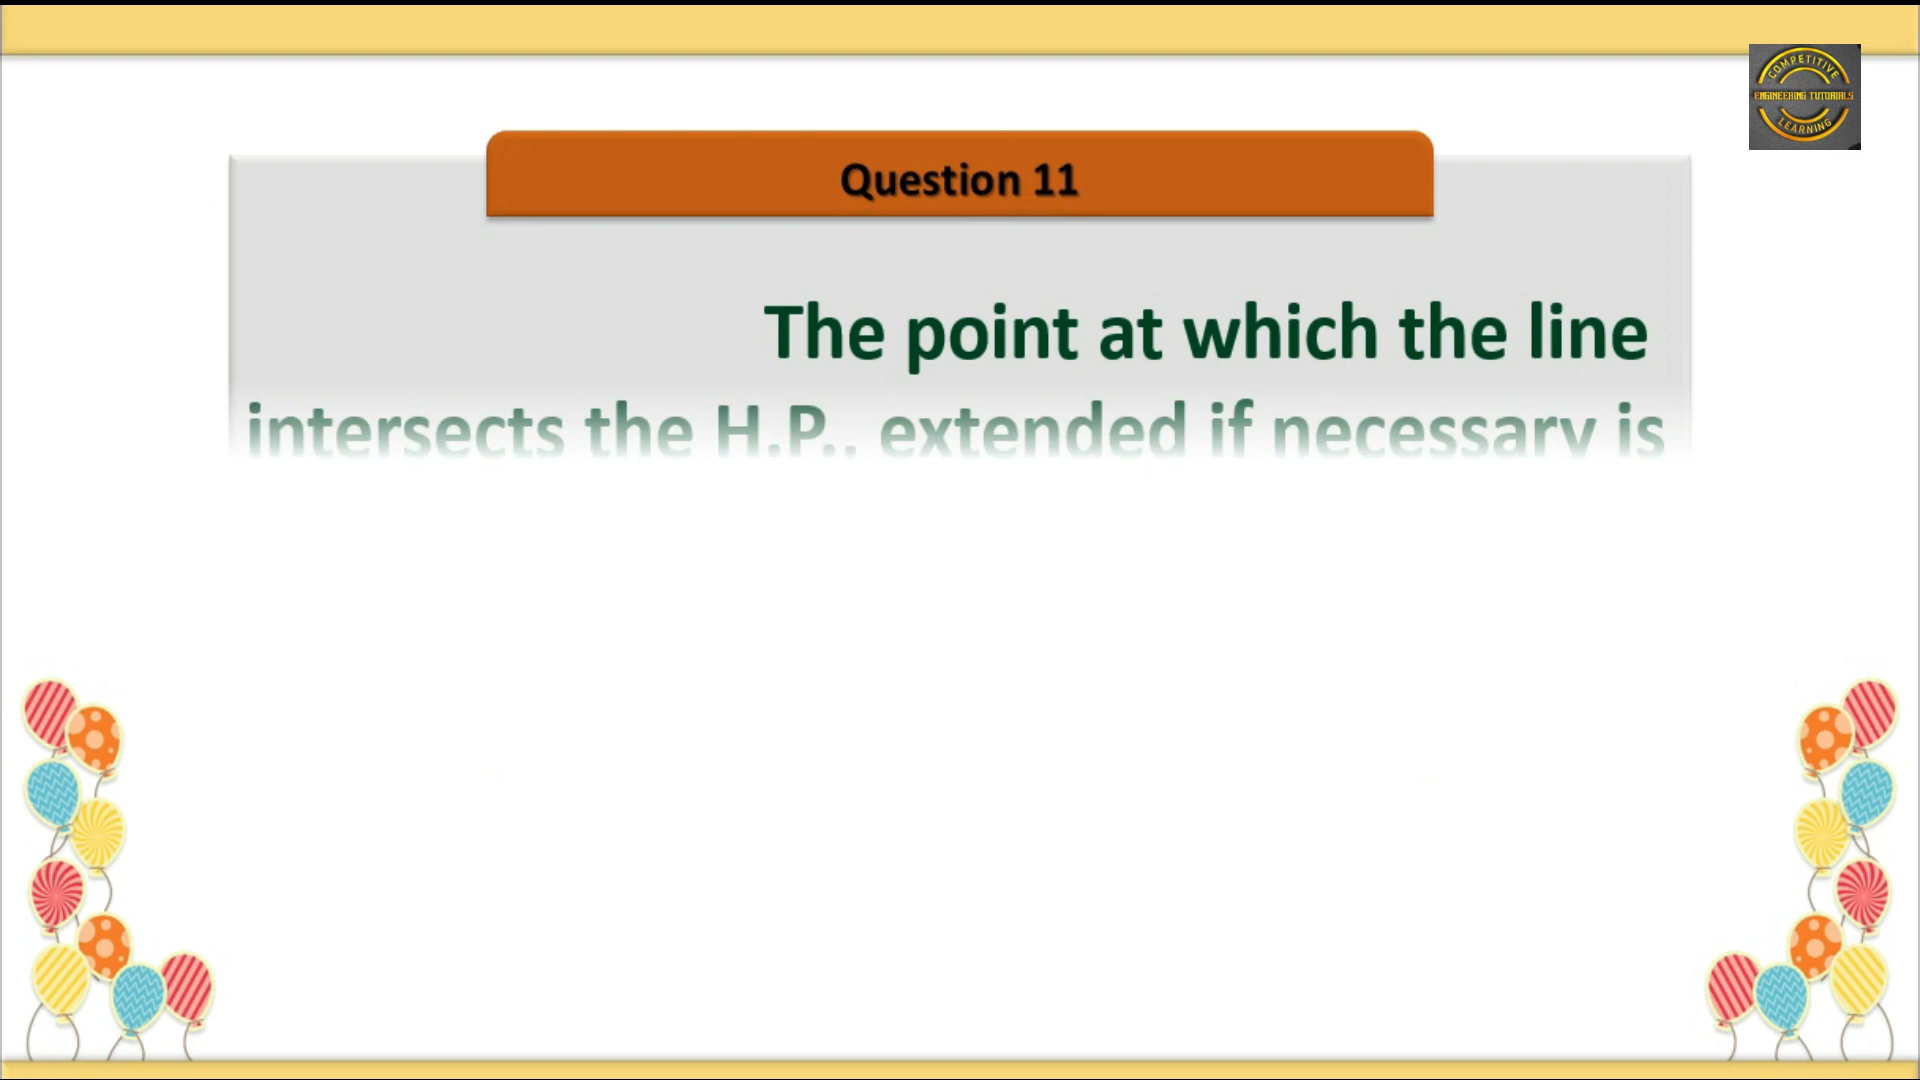 COMPETITIVE
ENGINEERING TUTORIALS
LEARNING
Question 11
The point at which the line
intersects the H.P., extended if necessary is